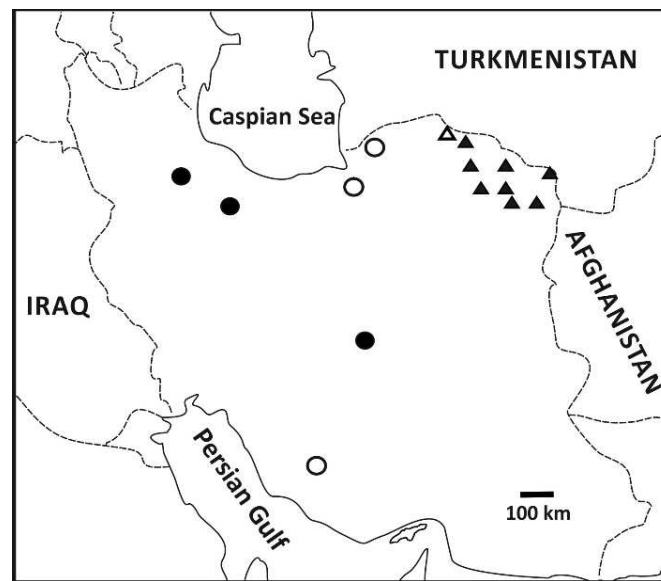 TURKMENISTAN
Caspian Sea
AFGHANISTAN
IRAQ
Persian Gulf
100 km